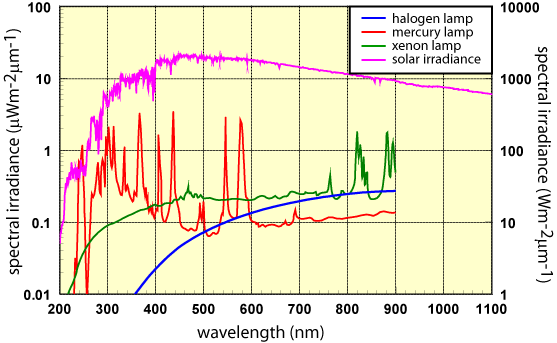 halogen lamp
mercury lamp
xenon lamp
solar irradiance
100
10
1
0.1
0.01
spectral irradiance (μWm-2μm-1)
10000
1000
100
10
1
spectral irradiance (Wm-2μm-1)
200 300 400 500 600 700 800 900 1000 1100
wavelength (nm)